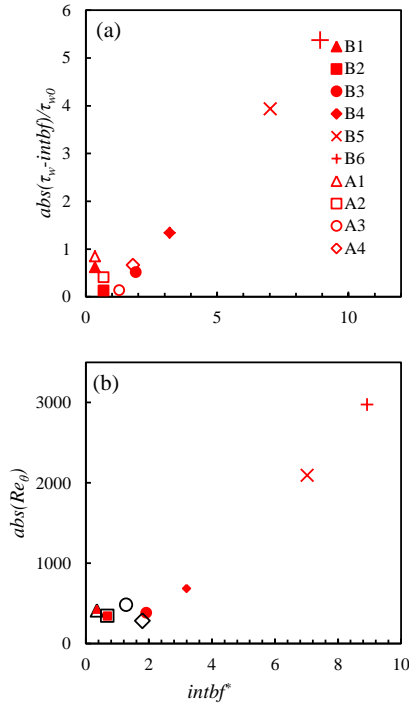 (a)
abs(τw-intbf)/τw0
6
5
4
3
2
1
0
0 5 10
B1
B2
B3
B4
B5
B6
A1
A2
A3
A4
(b)
abs(Reθ)
3000
2000
1000
0
0 2 4 6 8 10
intbf*